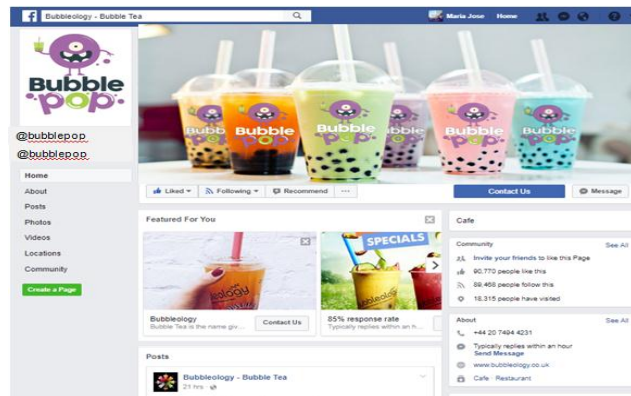 Bubbleology - Bubble Tea
Maria Jose Home
Bubble
pop
@bubblepop
@bubblepop
Home
About
Posts
Photos
Videos
Locations
Community
Create a Page
Bubble
pop
Bubble
pop
Bubble
pop
Bubble
pop
Bubble
pop
Liked
Following
Recommend
...
Contact Us
Message
Featured For You
SPECIALS
Bubbleology
Bubble Tea is the name giv...
Contact Us
85% response rate
Typically replies within an h...
Posts
Bubbleology - Bubble Tea
21 hrs ·
Cafe
Community
See All
Invite your friends to like this Page
90,770 people like this
89,468 people follow this
18,315 people have visited
About
See All
+44 20 7494 4231
Typically replies within an hour
Send Message
www.bubbleology.co.uk
Cafe · Restaurant